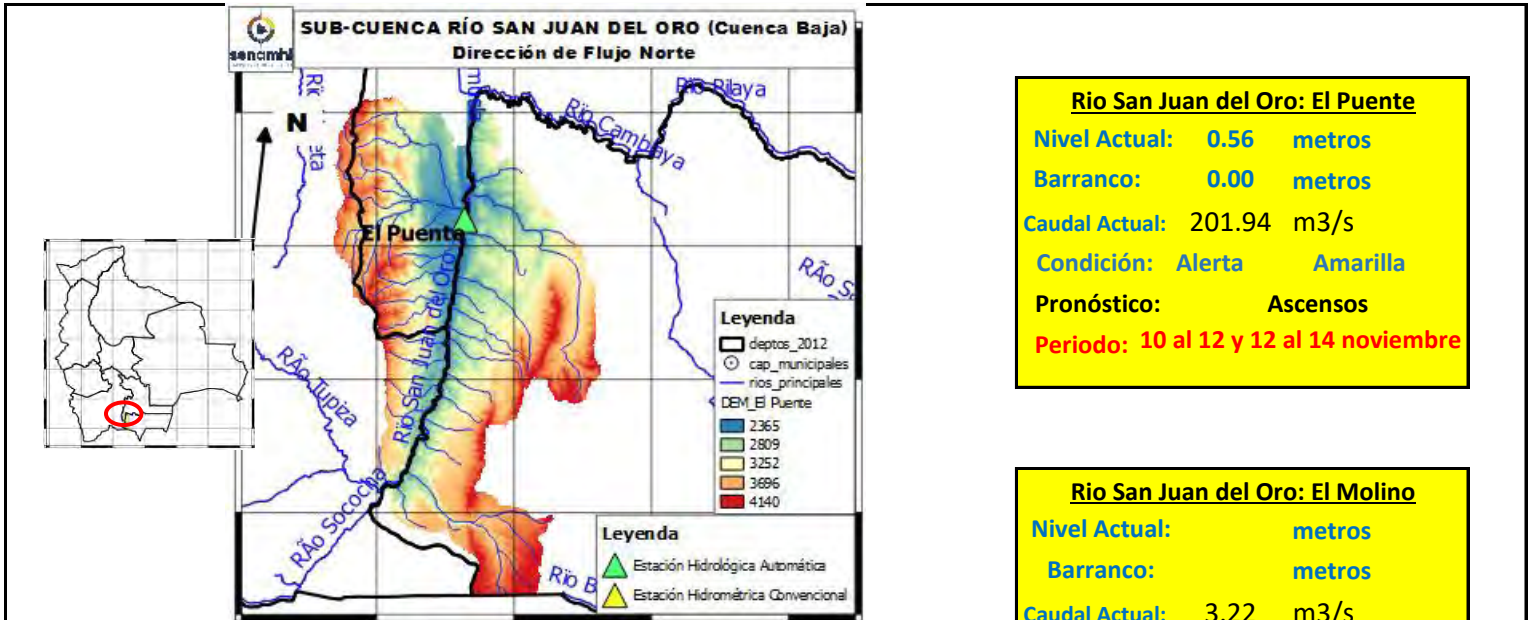 senamhi
SUB-CUENCA RÍO SAN JUAN DEL ORO (Cuenca Baja)
Dirección de Flujo Norte
N
Río Pilaya
Rïo Cambaya
El Puente
Rïo San Juan del Oro
RÃo Tupiza
RÃo Sococha
RÃo S
Rïo B
Leyenda
deptos_2012
cap_municipales
rios_principales
DEM_El Puente
2365
2809
3252
3696
4140
Leyenda
Estación Hidrológica Automática
Estación Hidrométrica Convencional
Rio San Juan del Oro: El Puente
Nivel Actual: 0.56 metros
Barranco: 0.00 metros
Caudal Actual: 201.94 m3/s
Condición: Alerta Amarilla
Pronóstico: Ascensos
Periodo: 10 al 12 y 12 al 14 noviembre
Rio San Juan del Oro: El Molino
Nivel Actual: metros
Barranco: metros
Caudal Actual: 3.22 m3/s